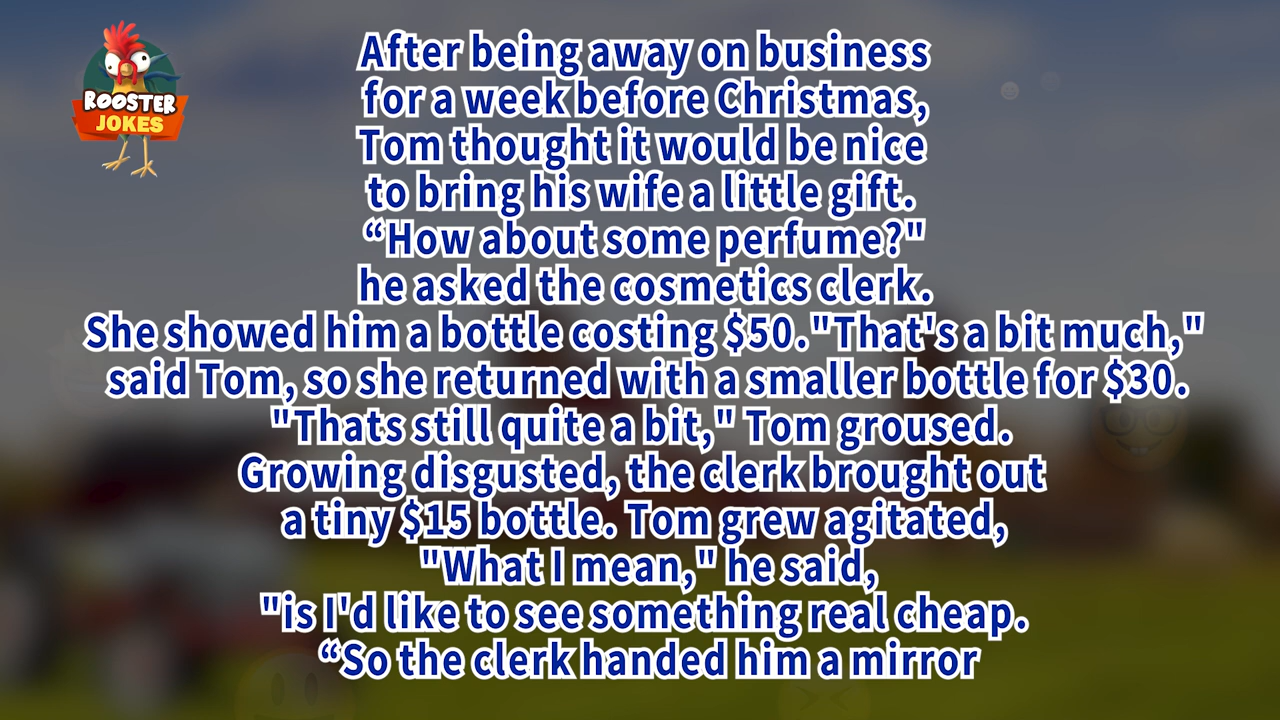 ROOSTER
JOKES
After being away on business
for a week before Christmas,
Tom thought it would be nice
to bring his wife a little gift.
“How about some perfume?"
he asked the cosmetics clerk.
She showed him a bottle costing $50."That's a bit much,"
said Tom, so she returned with a smaller bottle for $30.
"Thats still quite a bit," Tom groused.
Growing disgusted, the clerk brought out
a tiny $15 bottle. Tom grew agitated,
"What I mean," he said,
"is I'd like to see something real cheap.
“So the clerk handed him a mirror